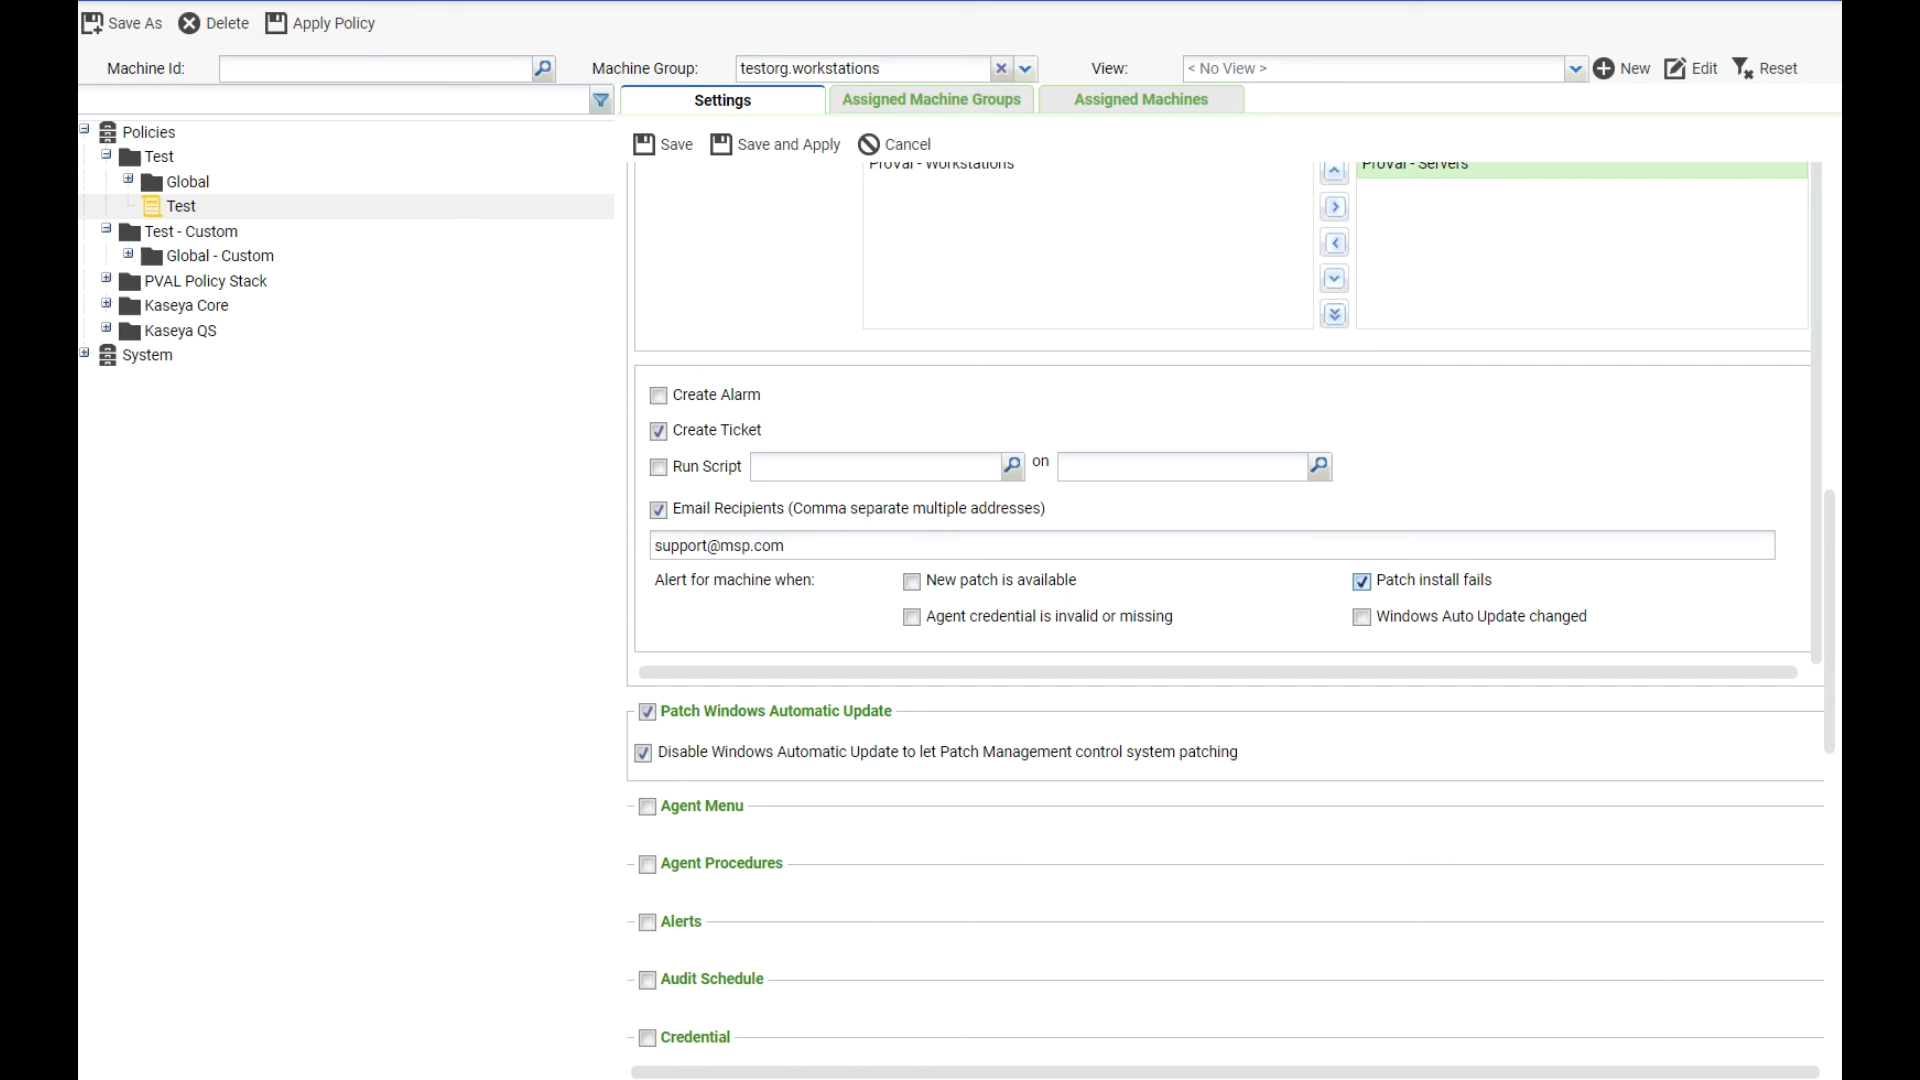 Save As Delete Apply Policy
Machine Id: Machine Group: testorg.workstations View: < No View > New Edit Reset
Settings Assigned Machine Groups Assigned Machines
Policies
Test
Global
Test
Test - Custom
Global - Custom
PVAL Policy Stack
Kaseya Core
Kaseya QS
System
Save Save and Apply Cancel
ProVal - Workstations ProVal - Servers
Create Alarm
Create Ticket
Run Script on
Email Recipients (Comma separate multiple addresses)
support@msp.com
Alert for machine when: New patch is available Patch install fails
Agent credential is invalid or missing Windows Auto Update changed
Patch Windows Automatic Update
Disable Windows Automatic Update to let Patch Management control system patching
Agent Menu
Agent Procedures
Alerts
Audit Schedule
Credential